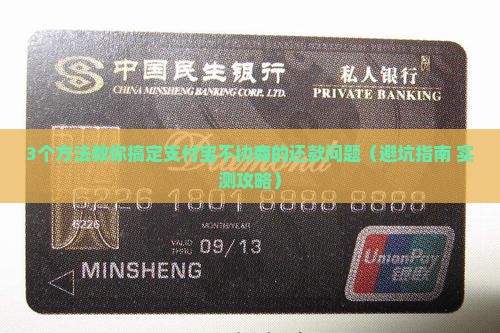 中国民生银行 私人银行
CHINA MINSHENG BANKING CORP., LTD. PRIVATE BANKING
3个方法教你搞定支付宝不协商的还款问题（避坑指南 实
测攻略）
Diamond
6226 1801 8888 8888
6226
MONTH/YEAR
VALID THRU 09/13
MINSHENG
UnionPay
银联